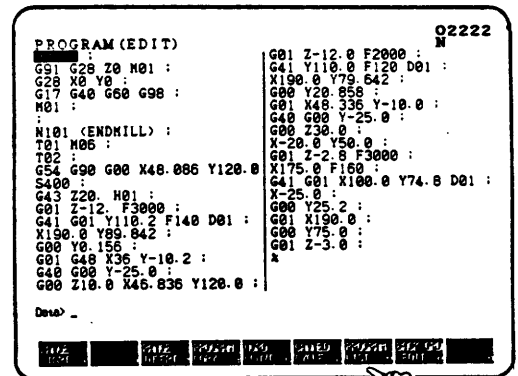 O2222
N
PROGRAM (EDIT)
:
G91 G28 Z0 M01 :
G28 X0 Y0 :
G17 G40 G60 G98 :
M01 :
:
N101 (ENDMILL) :
T01 M06 :
T02 :
G54 G90 G00 X48.086 Y120.0
S400 :
G43 Z20. H01 :
G01 Z-12. F3000 :
G41 G01 Y110.2 F140 D01 :
X190.0 Y89.842 :
G00 Y0.156 :
G01 G48 X36 Y-10.2 :
G40 G00 Y-25.0 :
G00 Z10.0 X46.836 Y120.0 :
G01 Z-12.0 F2000 :
G41 Y110.0 F120 D01 :
X190.0 Y79.642 :
G00 Y20.858 :
G01 X48.336 Y-10.0 :
G40 G00 Y-25.0 :
G00 Z30.0 :
X-20.0 Y50.0 :
G01 Z-2.8 F3000 :
X175.0 F160 :
G41 G01 X100.0 Y74.8 D01 :
X-25.0 :
G00 Y25.2 :
G01 X190.0 :
G00 Y75.0 :
G01 Z-3.0 :
%
Data> _